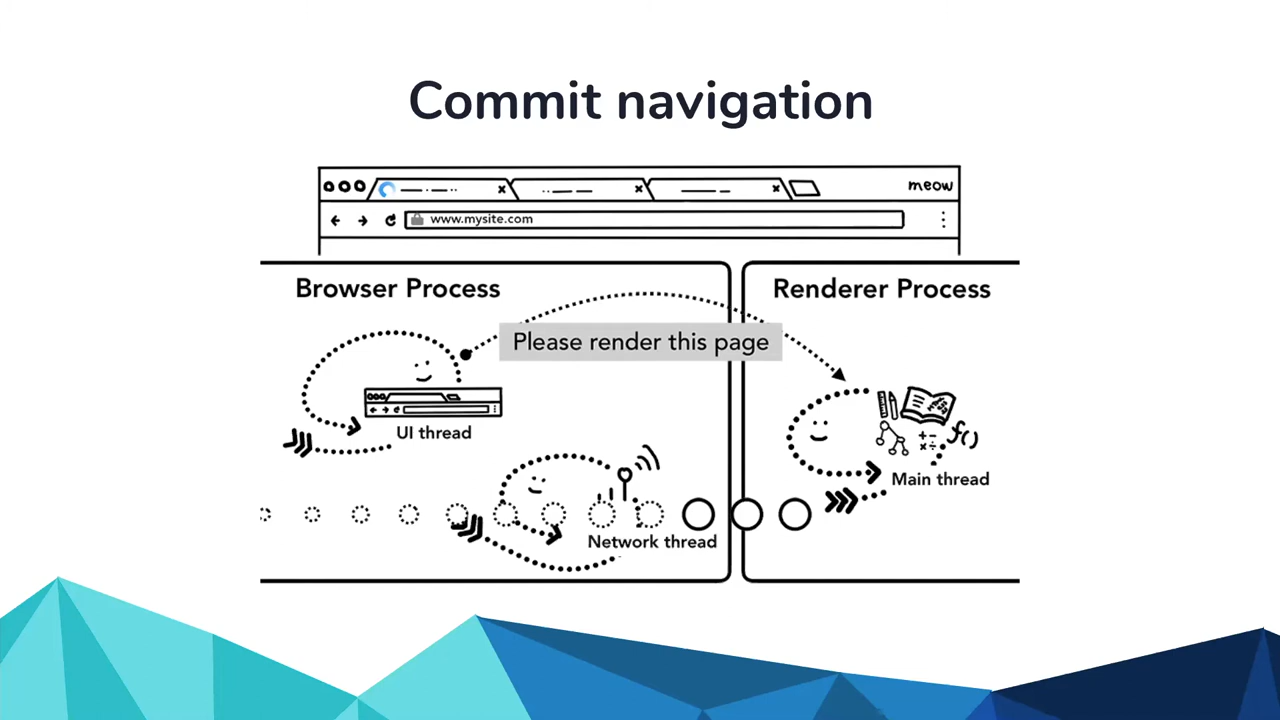 Commit navigation
meow
www.mysite.com
Browser Process
Renderer Process
Please render this page
UI thread
f()
Main thread
Network thread